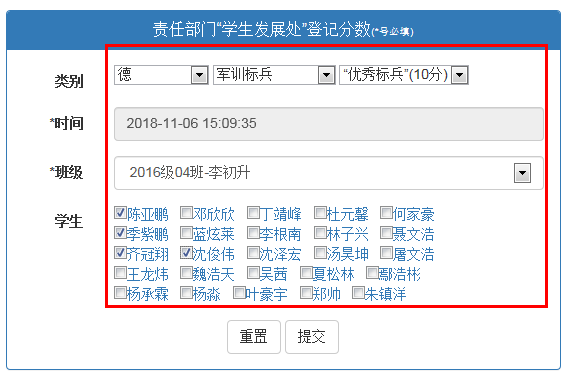 责任部门“学生发展处”登记分数(*号必填)
类别 德 军训标兵 “优秀标兵”(10分)
*时间 2018-11-06 15:09:35
*班级 2016级04班-李初升
学生 陈亚鹏 邓欣欣 丁靖峰 杜元馨 何家豪
季紫鹏 蓝炫莱 李根南 林子兴 聂文浩
齐冠翔 沈俊伟 沈泽宏 汤昊坤 屠文浩
王龙炜 魏浩天 吴茜 夏松林 鄢浩彬
杨承霖 杨淼 叶豪宇 郑帅 朱镇洋
重置 提交